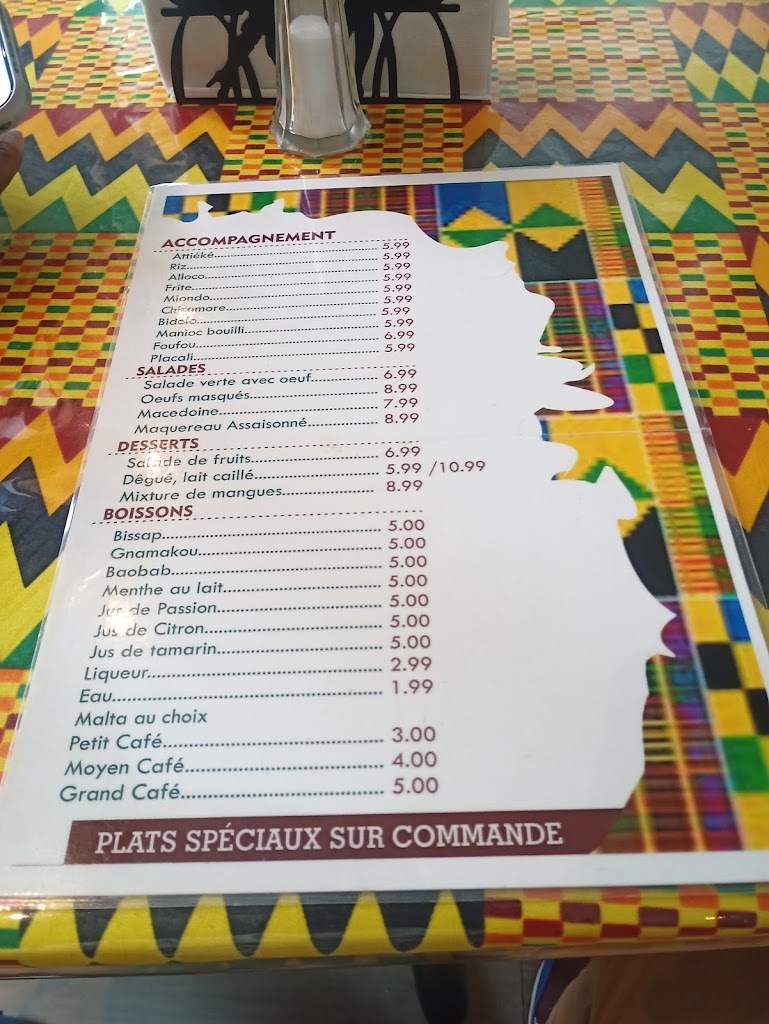 ACCOMPAGNEMENT
Attiéké 5.99
Riz 5.99
Alloco 5.99
Frite 5.99
Miondo 5.99
Chicomore 5.99
Bidofo 5.99
Manioc bouilli 5.99
Foufou 6.99
Placali 5.99
SALADES
Salade verte avec oeuf 6.99
Oeufs masqués 8.99
Macedoine 7.99
Maquereau Assaisonné 8.99
DESSERTS
Salade de fruits 6.99
Dêgué, lait caillé 5.99 /10.99
Mixture de mangues 8.99
BOISSONS
Bissap 5.00
Gnamakou 5.00
Baobab 5.00
Menthe au lait 5.00
Jus de Passion 5.00
Jus de Citron 5.00
Jus de tamarin 5.00
Liqueur 2.99
Eau 1.99
Malta au choix
Petit Café 3.00
Moyen Café 4.00
Grand Café 5.00
PLATS SPÉCIAUX SUR COMMANDE